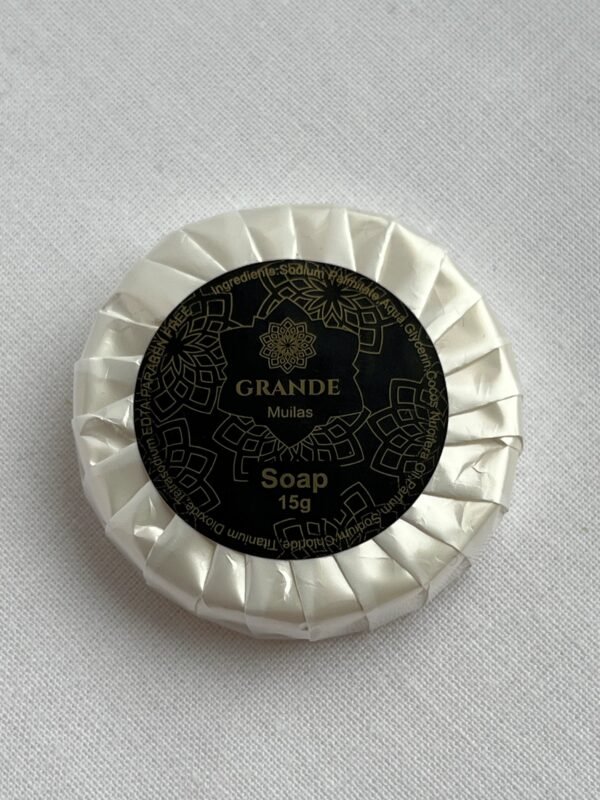 GRANDE
Muilas
Soap
15g
Ingredients:Sodium Palmitate,Aqua,Glycerin,Cocos Nucifera Oil,Parfum,Sodium Chloride,Titanium Dioxide,Tetrasodium EDTA.PARABEN FREE